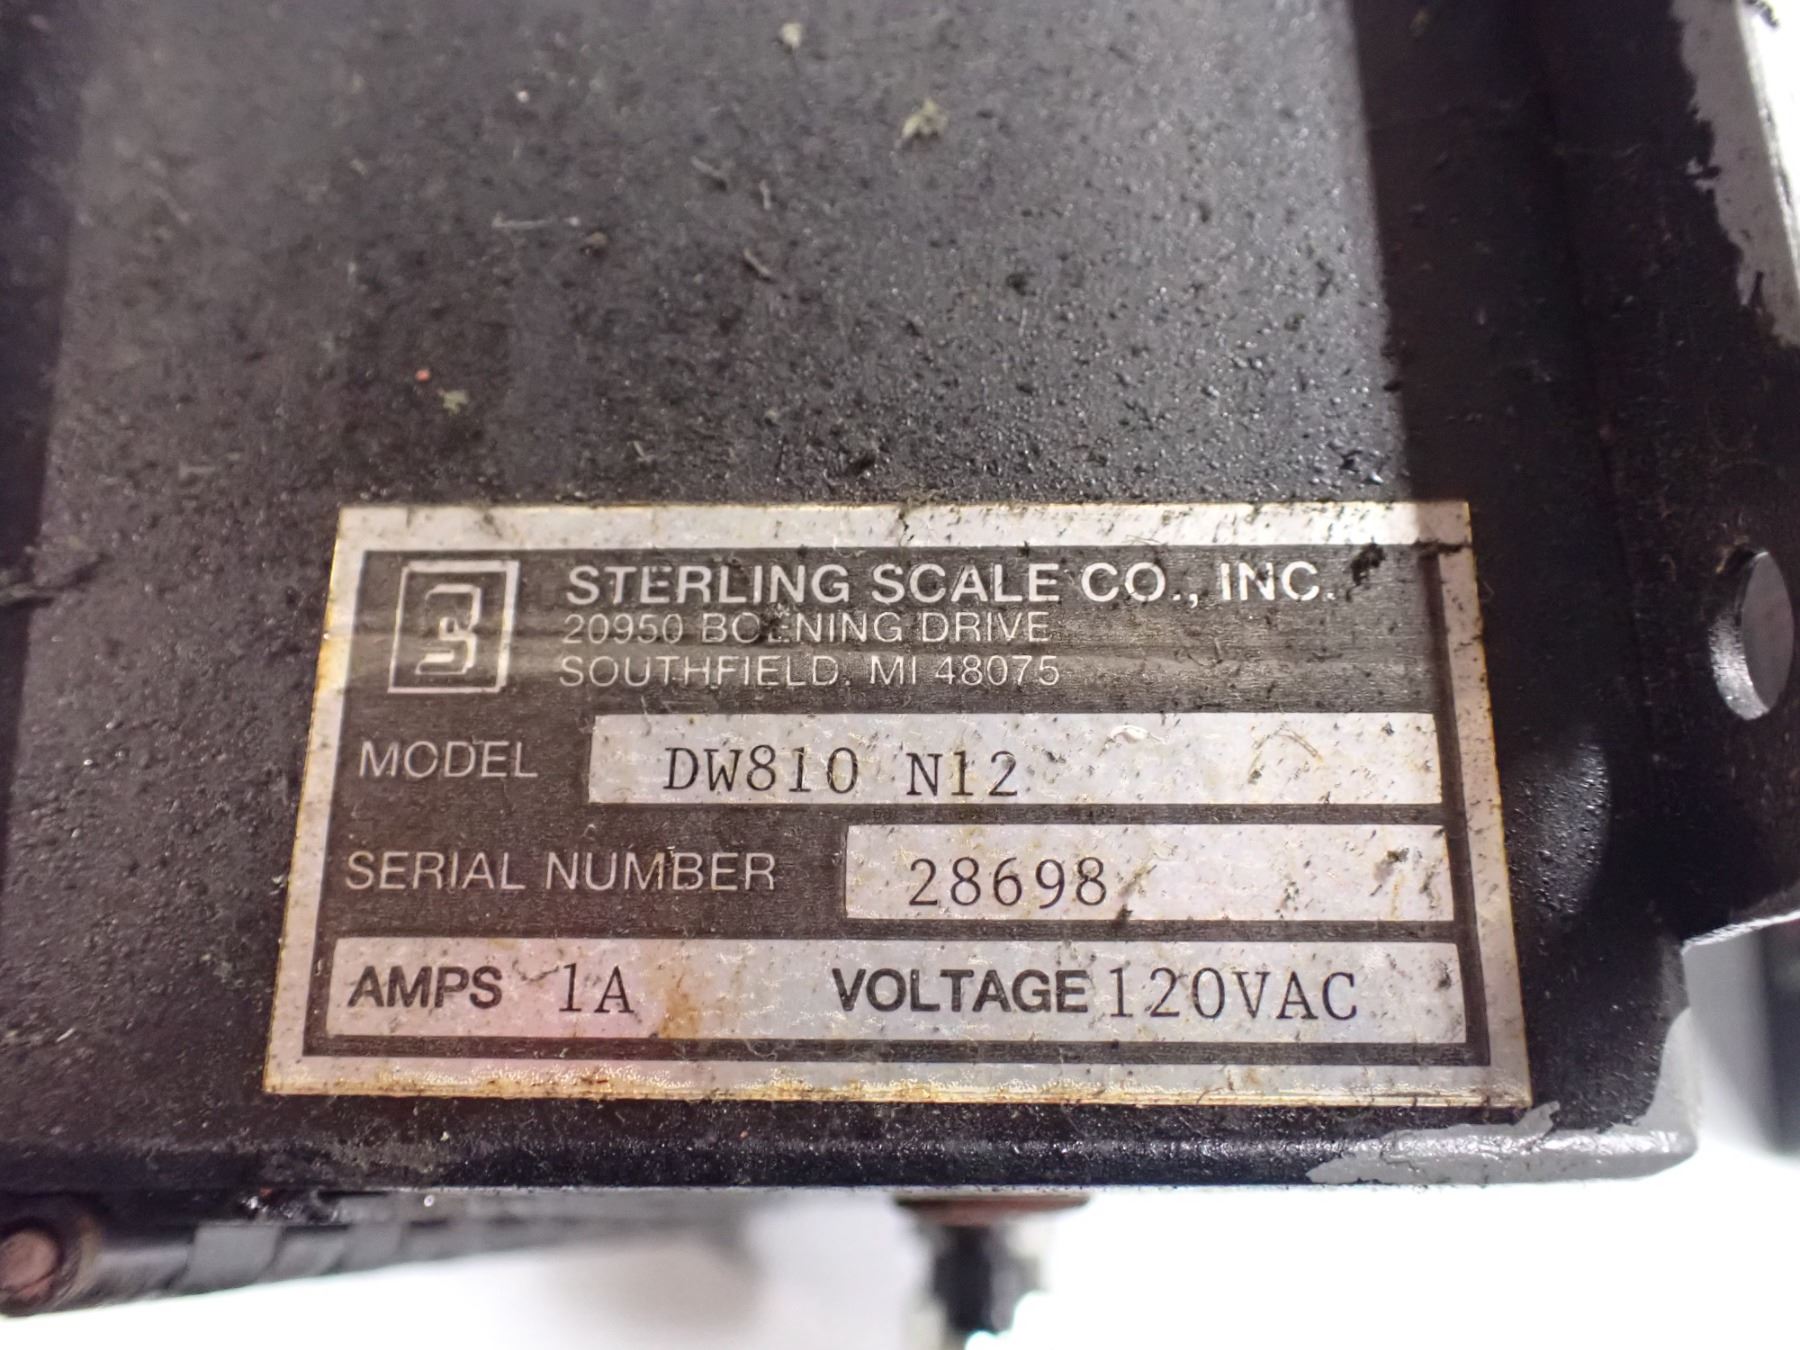 S
STERLING SCALE CO., INC.
20950 BOENING DRIVE
SOUTHFIELD, MI 48075
MODEL DW810 N12
SERIAL NUMBER 28698
AMPS 1A VOLTAGE 120VAC